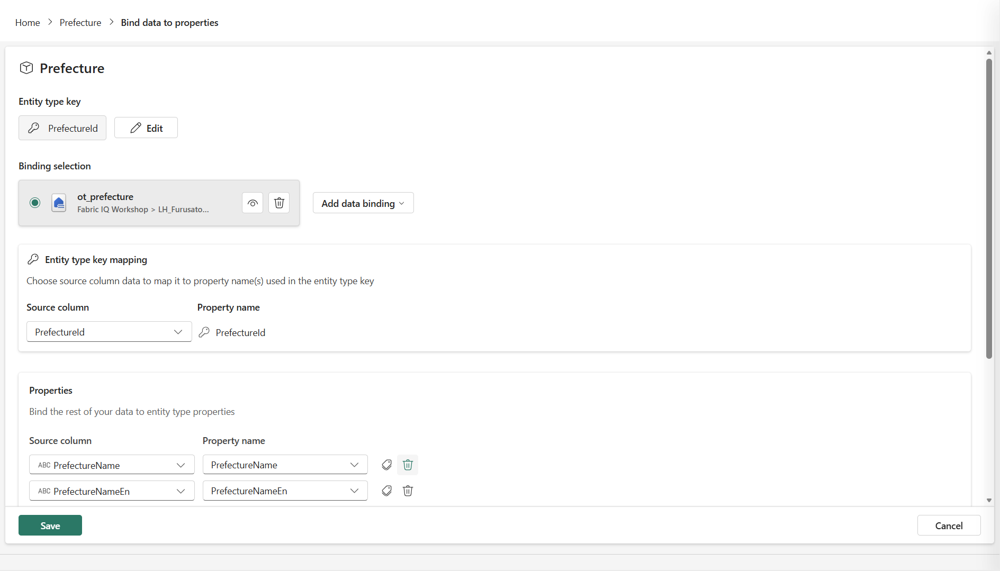 Home > Prefecture > Bind data to properties
Prefecture
Entity type key
PrefectureId
Edit
Binding selection
ot_prefecture
Fabric IQ Workshop > LH_Furusato...
Add data binding
Entity type key mapping
Choose source column data to map it to property name(s) used in the entity type key
Source column Property name
PrefectureId PrefectureId
Properties
Bind the rest of your data to entity type properties
Source column Property name
ABC PrefectureName PrefectureName
ABC PrefectureNameEn PrefectureNameEn
Save Cancel